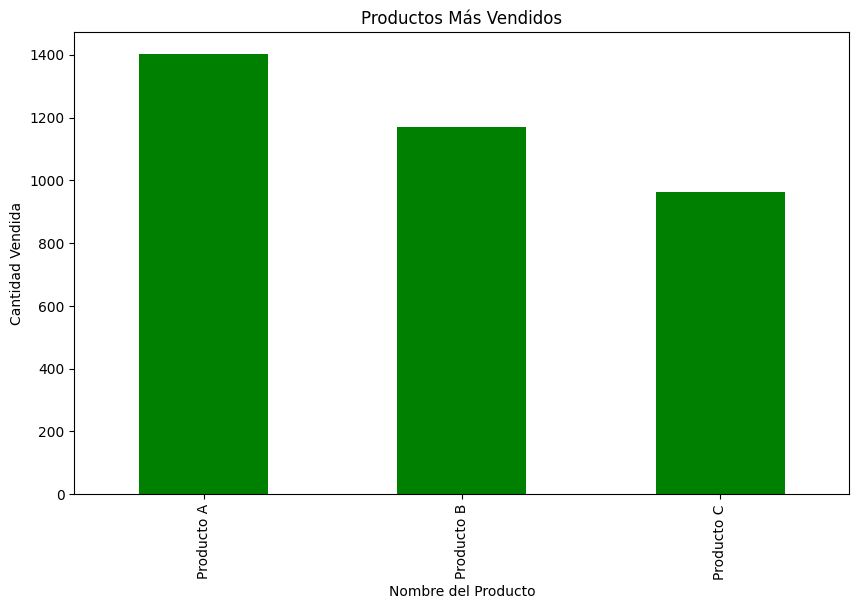 Productos Más Vendidos
1400
1200
1000
800
600
400
200
0
Cantidad Vendida
Producto A
Producto B
Producto C
Nombre del Producto